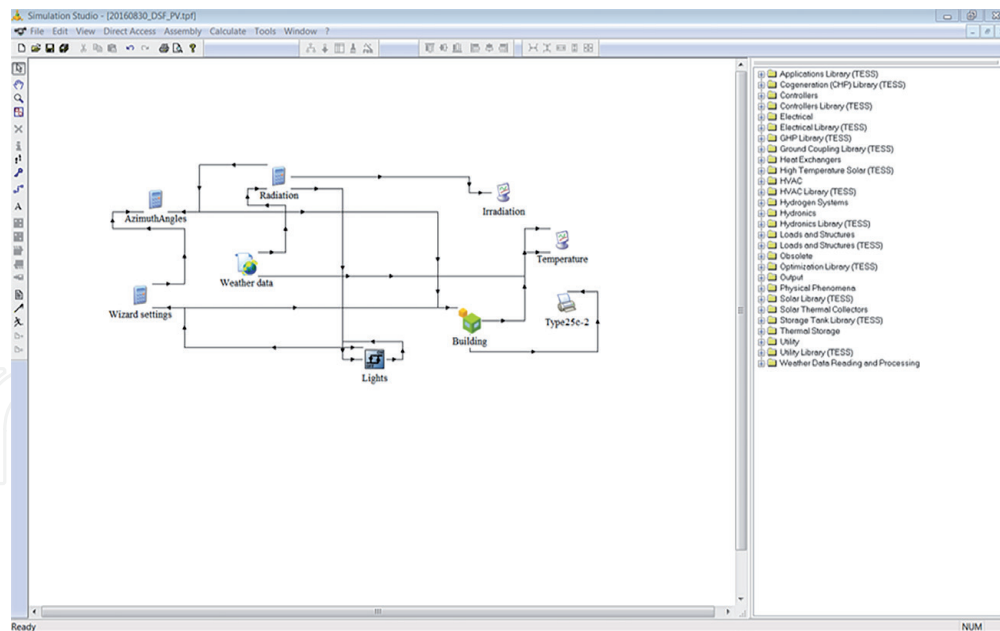 Simulation Studio - [20160830_DSF_PV.tpf]
File Edit View Direct Access Assembly Calculate Tools Window ?
Radiation
AzimuthAngles
Irradiation
Weather data
Temperature
Wizard settings
Type25c-2
Building
Lights
Applications Library (TESS)
Cogeneration (CHP) Library (TESS)
Controllers
Controllers Library (TESS)
Electrical
Electrical Library (TESS)
GHP Library (TESS)
Ground Coupling Library (TESS)
Heat Exchangers
High Temperature Solar (TESS)
HVAC
HVAC Library (TESS)
Hydrogen Systems
Hydronics
Hydronics Library (TESS)
Loads and Structures
Loads and Structures (TESS)
Obsolete
Optimization Library (TESS)
Output
Physical Phenomena
Solar Library (TESS)
Solar Thermal Collectors
Storage Tank Library (TESS)
Thermal Storage
Utility
Utility Library (TESS)
Weather Data Reading and Processing
Ready
NUM